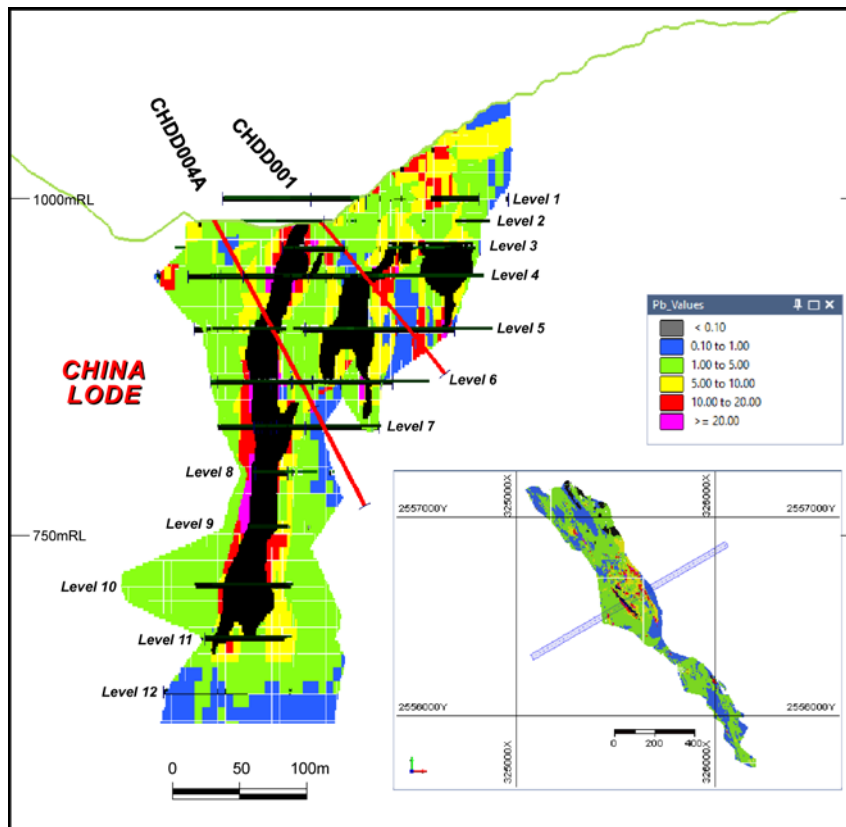 CHDD004A
CHDD001
1000mRL
Level 1
Level 2
Level 3
Level 4
Level 5
CHINA
LODE
Level 6
Level 7
Level 8
Level 9
750mRL
Level 10
Level 11
Level 12
0 50 100m
Pb_Values
< 0.10
0.10 to 1.00
1.00 to 5.00
5.00 to 10.00
10.00 to 20.00
>= 20.00
325000X
326000X
2557000Y
2557000Y
2556000Y
2556000Y
0 200 400
325000X
326000X